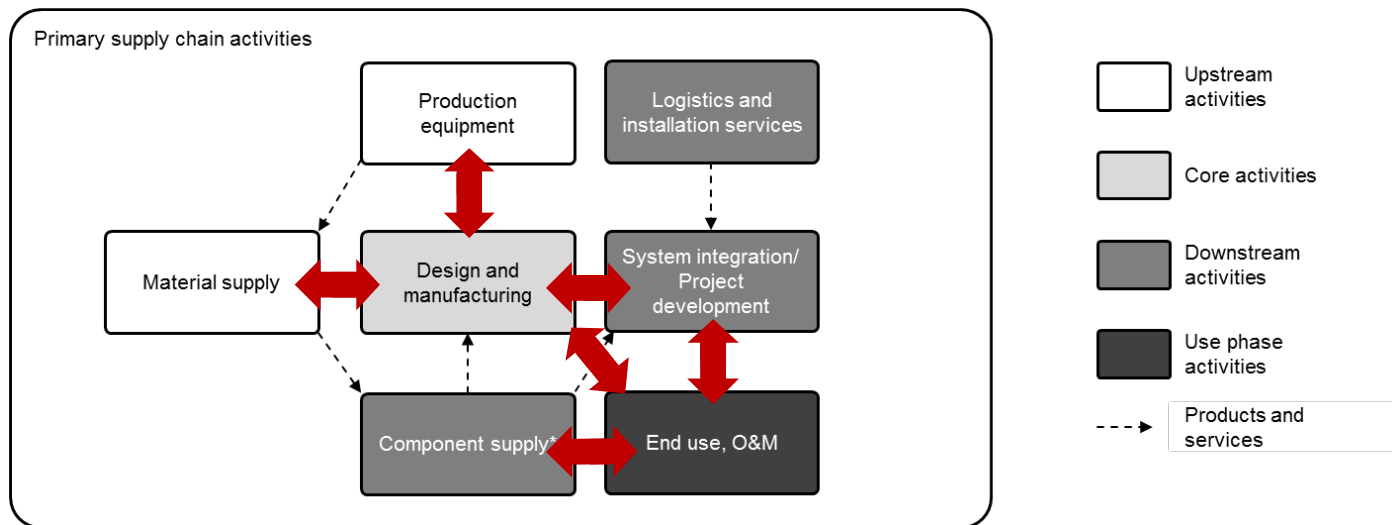 Primary supply chain activities
Production
equipment
Logistics and
installation services
Material supply
Design and
manufacturing
System integration/
Project
development
Component supply*
End use, O&M
Upstream
activities
Core activities
Downstream
activities
Use phase
activities
Products and
services